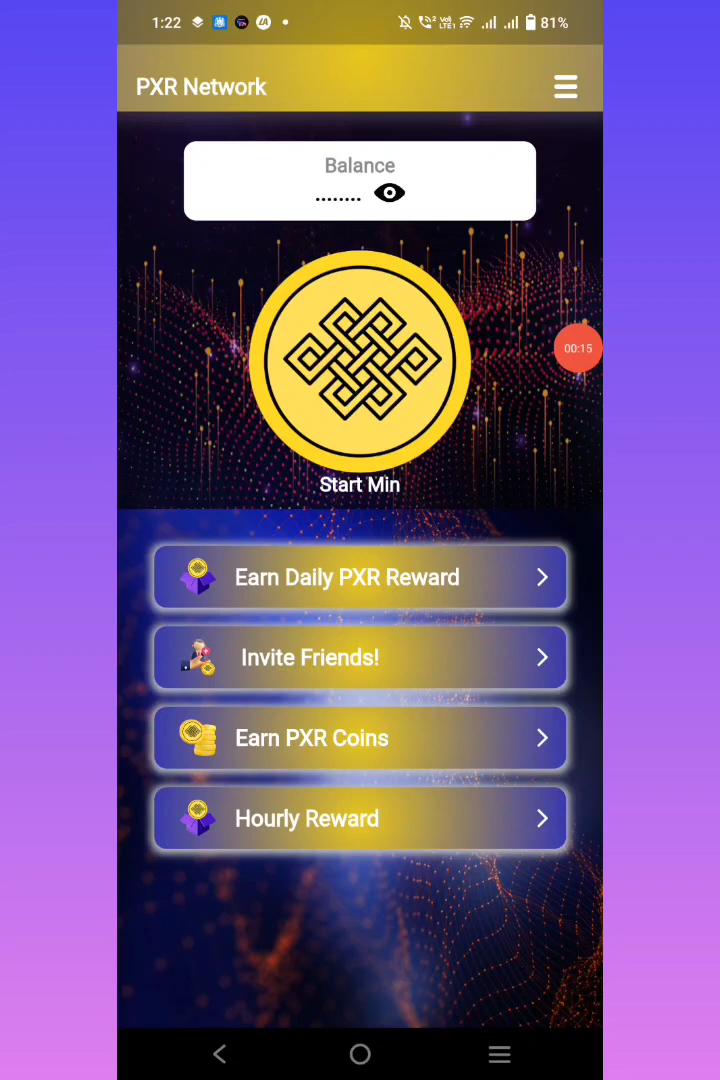 1:22
81%
PXR Network
Balance
........
00:15
Start Min
Earn Daily PXR Reward
Invite Friends!
Earn PXR Coins
Hourly Reward